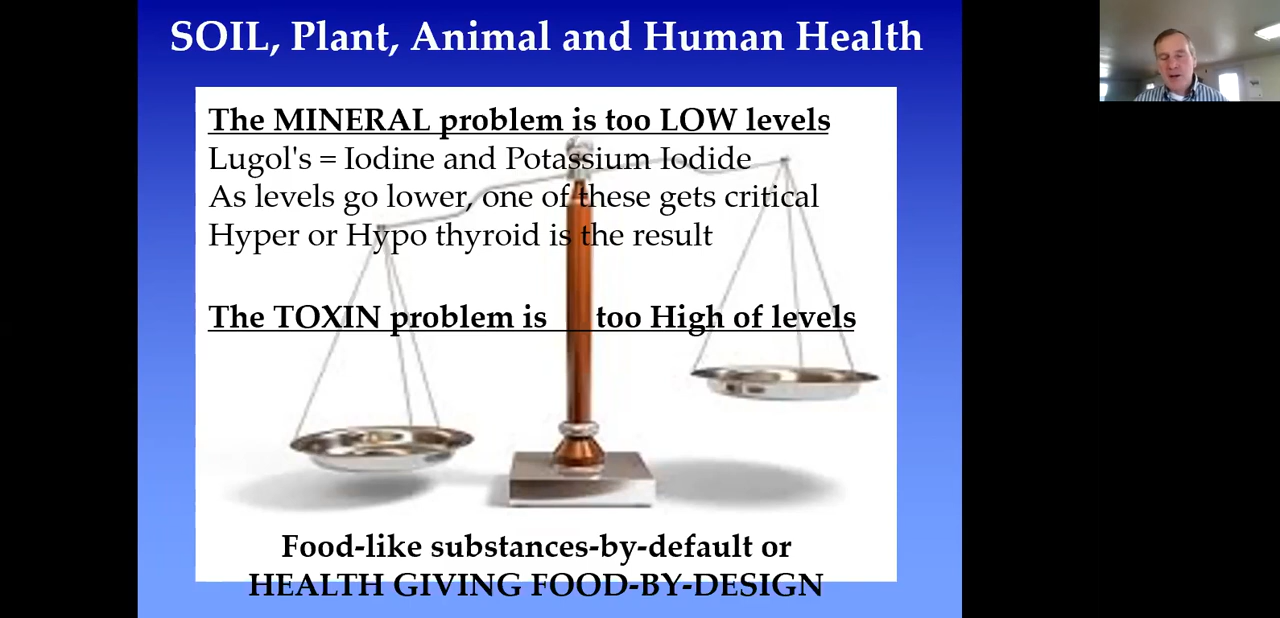 SOIL, Plant, Animal and Human Health
The MINERAL problem is too LOW levels
Lugol's = Iodine and Potassium Iodide
As levels go lower, one of these gets critical
Hyper or Hypo thyroid is the result
The TOXIN problem is too High of levels
Food-like substances-by-default or
HEALTH GIVING FOOD-BY-DESIGN